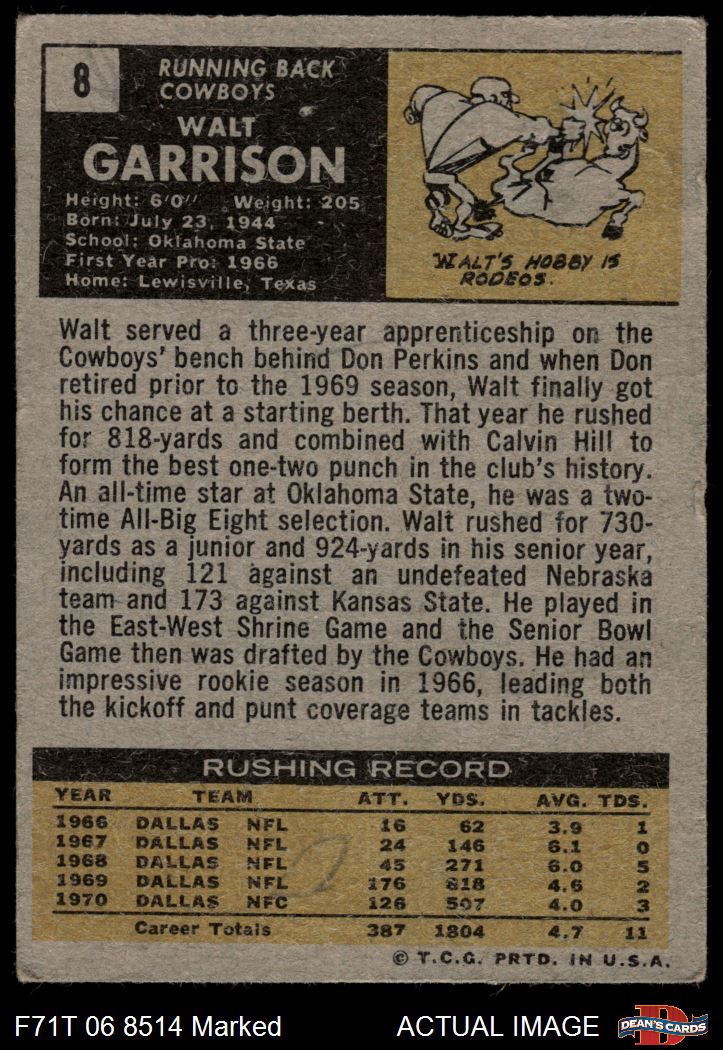 8
RUNNING BACK
COWBOYS
WALT
GARRISON
Height: 6'0" Weight: 205
Born: July 23, 1944
School: Oklahoma State
First Year Pro: 1966
Home: Lewisville, Texas
WALT'S HOBBY IS
RODEOS.
Walt served a three-year apprenticeship on the
Cowboys' bench behind Don Perkins and when Don
retired prior to the 1969 season, Walt finally got
his chance at a starting berth. That year he rushed
for 818-yards and combined with Calvin Hill to
form the best one-two punch in the club's history.
An all-time star at Oklahoma State, he was a two-
time All-Big Eight selection. Walt rushed for 730-
yards as a junior and 924-yards in his senior year,
including 121 against an undefeated Nebraska
team and 173 against Kansas State. He played in
the East-West Shrine Game and the Senior Bowl
Game then was drafted by the Cowboys. He had an
impressive rookie season in 1966, leading both
the kickoff and punt coverage teams in tackles.
RUSHING RECORD
YEAR TEAM ATT. YDS. AVG. TDS.
1966 DALLAS NFL 16 62 3.9 1
1967 DALLAS NFL 24 146 6.1 0
1968 DALLAS NFL 45 271 6.0 5
1969 DALLAS NFL 176 818 4.6 2
1970 DALLAS NFC 126 507 4.0 3
Career Totals 387 1804 4.7 11
© T.C.G. PRTD. IN U.S.A.
F71T 06 8514 Marked ACTUAL IMAGE
D
DEAN'S CARDS